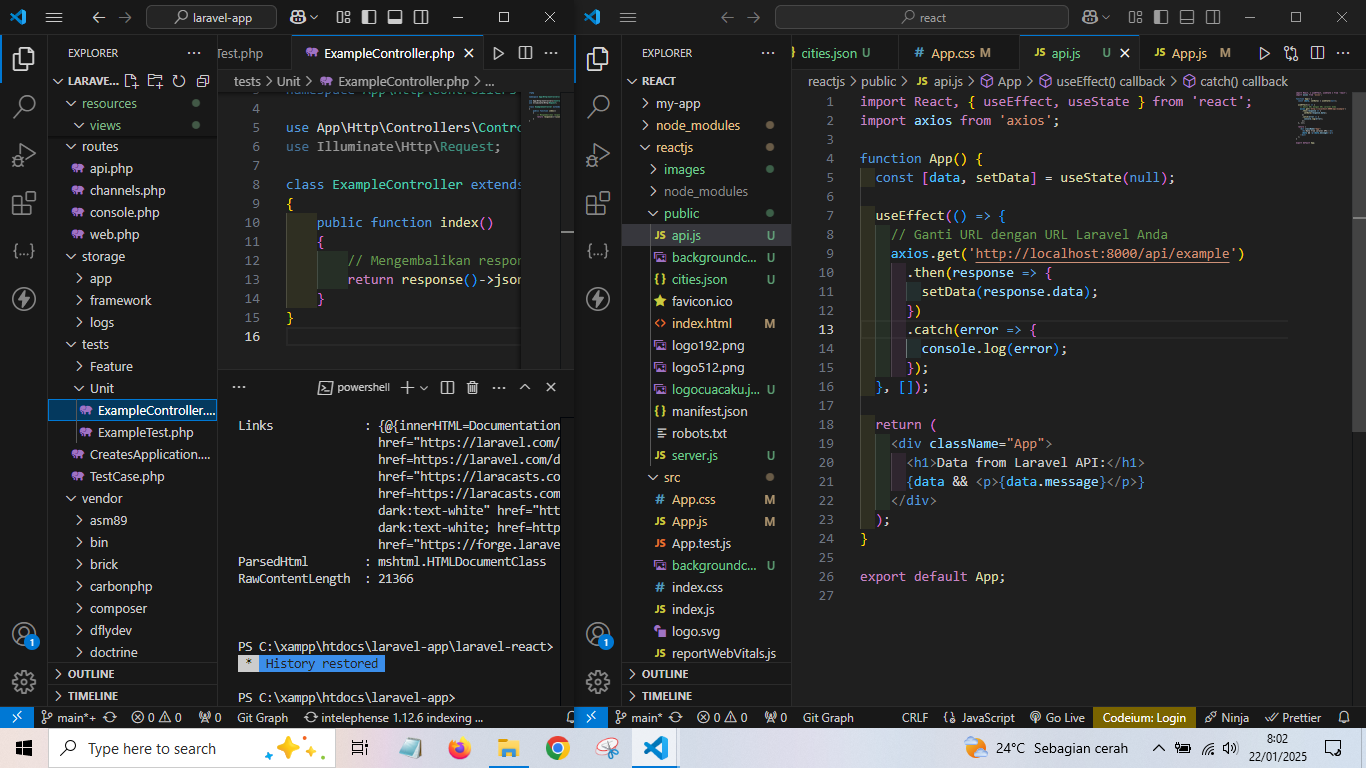 laravel-app
EXPLORER
LARAVE...
resources
views
routes
api.php
channels.php
console.php
web.php
storage
app
framework
logs
tests
Feature
Unit
ExampleController....
ExampleTest.php
CreatesApplication....
TestCase.php
vendor
asm89
bin
brick
carbonphp
composer
dflydev
doctrine
OUTLINE
TIMELINE
Test.php
ExampleController.php
tests > Unit > ExampleController.php > ...
4
5 use App\Http\Controllers\Contro
6 use Illuminate\Http\Request;
7
8 class ExampleController extends
9 {
10 public function index()
11 {
12 // Mengembalikan respon
13 return response()->json
14 }
15 }
16
powershell
Links : {@{innerHTML=Documentation
href="https://laravel.com/
href=https://laravel.com/d
href="https://laracasts.co
href=https://laracasts.com
dark:text-white" href="htt
dark:text-white; href=http
href="https://forge.larave
ParsedHtml : mshtml.HTMLDocumentClass
RawContentLength : 21366
PS C:\xampp\htdocs\laravel-app\laravel-react>
* History restored
PS C:\xampp\htdocs\laravel-app>
1
main*+ 0 0 0 Git Graph intelephense 1.12.6 indexing ...
react
EXPLORER
REACT
my-app
node_modules
reactjs
images
node_modules
public
api.js U
backgroundc... U
cities.json U
favicon.ico
index.html M
logo192.png
logo512.png
logocuacaku.j... U
manifest.json
robots.txt
server.js U
src
App.css M
App.js M
App.test.js
backgroundc... U
index.css
index.js
logo.svg
reportWebVitals.js
OUTLINE
TIMELINE
cities.json U
App.css M
api.js U
App.js M
reactjs > public > JS api.js > App > useEffect() callback > catch() callback
1 import React, { useEffect, useState } from 'react';
2 import axios from 'axios';
3
4 function App() {
5 const [data, setData] = useState(null);
6
7 useEffect(() => {
8 // Ganti URL dengan URL Laravel Anda
9 axios.get('http://localhost:8000/api/example')
10 .then(response => {
11 setData(response.data);
12 })
13 .catch(error => {
14 console.log(error);
15 });
16 }, []);
17
18 return (
19 <div className="App">
20 <h1>Data from Laravel API:</h1>
21 {data && <p>{data.message}</p>}
22 </div>
23 );
24 }
25
26 export default App;
27
1
main* 0 0 0 Git Graph CRLF {} JavaScript Go Live Codeium: Login Ninja Prettier
Type here to search
24°C Sebagian cerah
8:02
22/01/2025